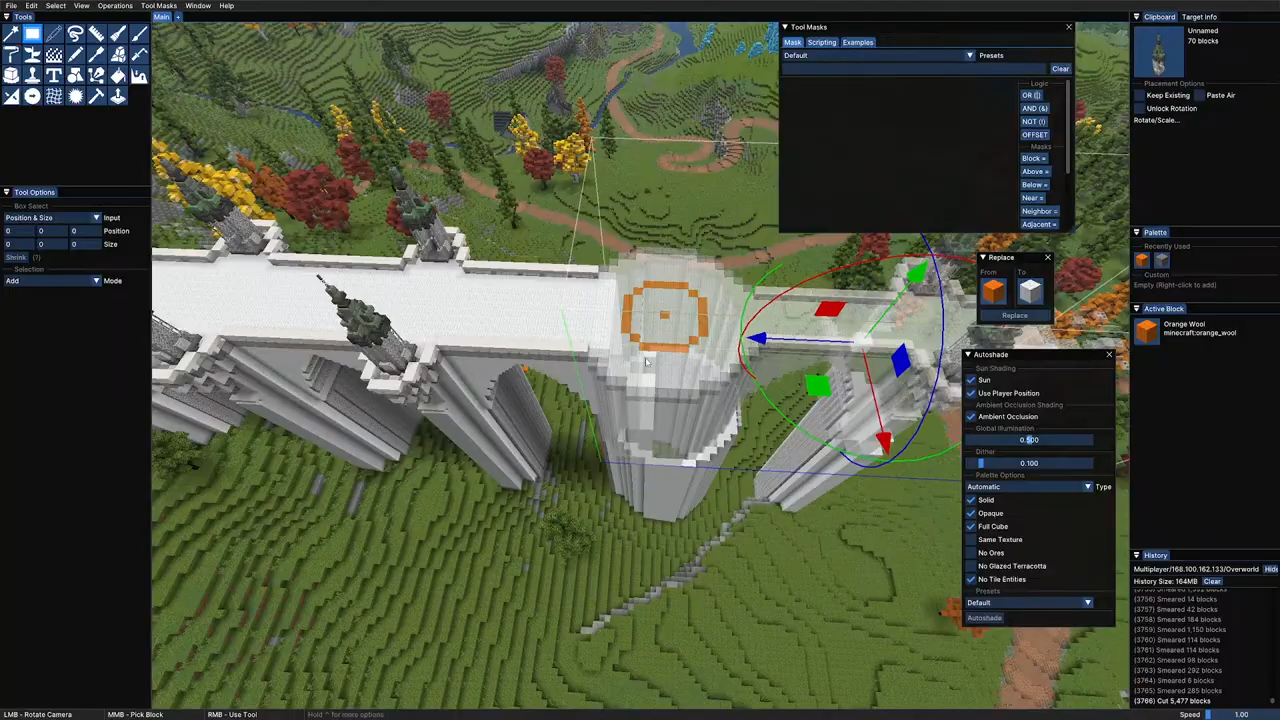 File Edit Select View Operations Tool Masks Window Help
Tools
Main +
Tool Options
Box Select
Position & Size Input
0 0 0 Position
0 0 0 Size
Shrink (?)
Selection
Add Mode
Tool Masks
Mask Scripting Examples
Default Presets
Clear
Logic
OR (|)
AND (&)
NOT (!)
OFFSET
Masks
Block =
Above =
Below =
Near =
Neighbor =
Adjacent =
Replace
From To
Replace
Autoshade
Sun Shading
Sun
Use Player Position
Ambient Occlusion Shading
Ambient Occlusion
Global Illumination
0.500
Dither
0.100
Palette Options
Automatic Type
Solid
Opaque
Full Cube
Same Texture
No Ores
No Glazed Terracotta
No Tile Entities
Presets
Default
Autoshade
Clipboard Target Info
Unnamed
70 blocks
Placement Options
Keep Existing Paste Air
Unlock Rotation
Rotate/Scale...
Palette
Recently Used
Custom
Empty (Right-click to add)
Active Block
Orange Wool
minecraft:orange_wool
History
Multiplayer/168.100.162.133/Overworld Hide
History Size: 164MB Clear
(3756) Smeared 14 blocks
(3757) Smeared 42 blocks
(3758) Smeared 184 blocks
(3759) Smeared 1,150 blocks
(3760) Smeared 114 blocks
(3761) Smeared 114 blocks
(3762) Smeared 98 blocks
(3763) Smeared 292 blocks
(3764) Smeared 6 blocks
(3765) Smeared 285 blocks
(3766) Cut 5,477 blocks
LMB - Rotate Camera MMB - Pick Block RMB - Use Tool Hold ^ for more options Speed 1.00